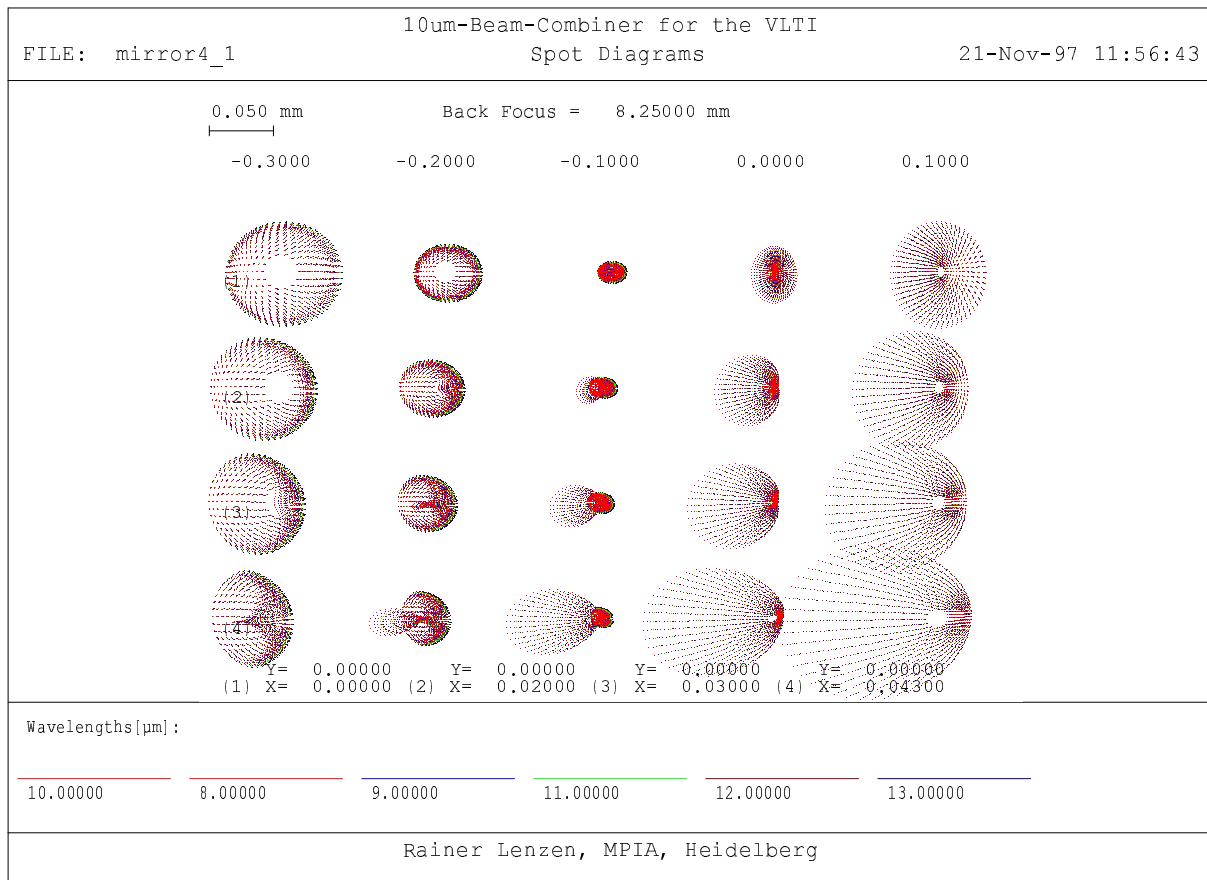 10um-Beam-Combiner for the VLTI
FILE: mirror4_1 Spot Diagrams 21-Nov-97 11:56:43
0.050 mm Back Focus = 8.25000 mm
-0.3000 -0.2000 -0.1000 0.0000 0.1000
(1)
(2)
(3)
(4)
Y= 0.00000 Y= 0.00000 Y= 0.00000 Y= 0.00000
(1) X= 0.00000 (2) X= 0.02000 (3) X= 0.03000 (4) X= 0.04300
Wavelengths[µm]:
10.00000 8.00000 9.00000 11.00000 12.00000 13.00000
Rainer Lenzen, MPIA, Heidelberg